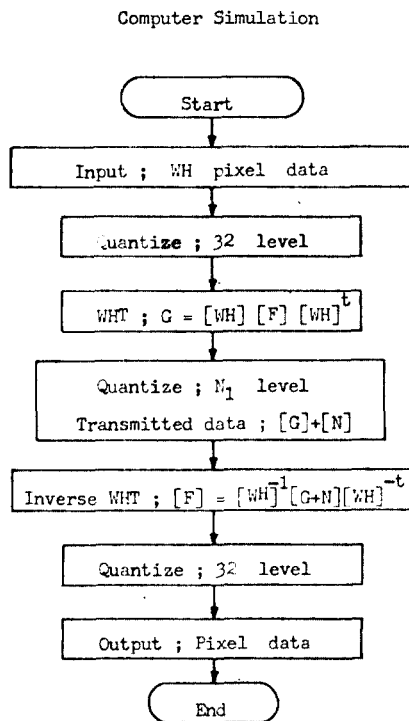 Computer Simulation
Start
Input ; WH pixel data
Quantize ; 32 level
WHT ; G = [WH] [F] [WH]^t
Quantize ; N_1 level
Transmitted data ; [G]+[N]
Inverse WHT ; [F] = [WH]^-1[G+N][WH]^-t
Quantize ; 32 level
Output ; Pixel data
End